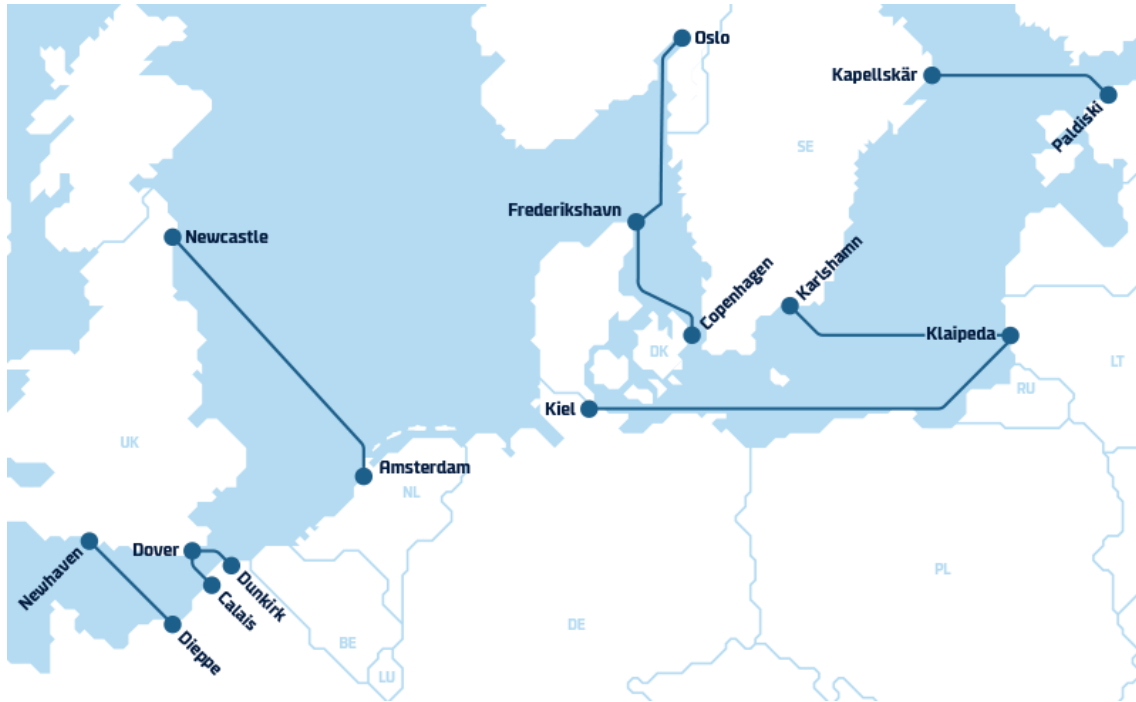 Oslo
Kapellskär
Paldiski
SE
Frederikshavn
Newcastle
Karlshamn
Copenhagen
Klaipeda
DK
LT
RU
Kiel
UK
Amsterdam
NL
Newhaven
Dover
Dunkirk
Calais
Dieppe
PL
DE
BE
LU